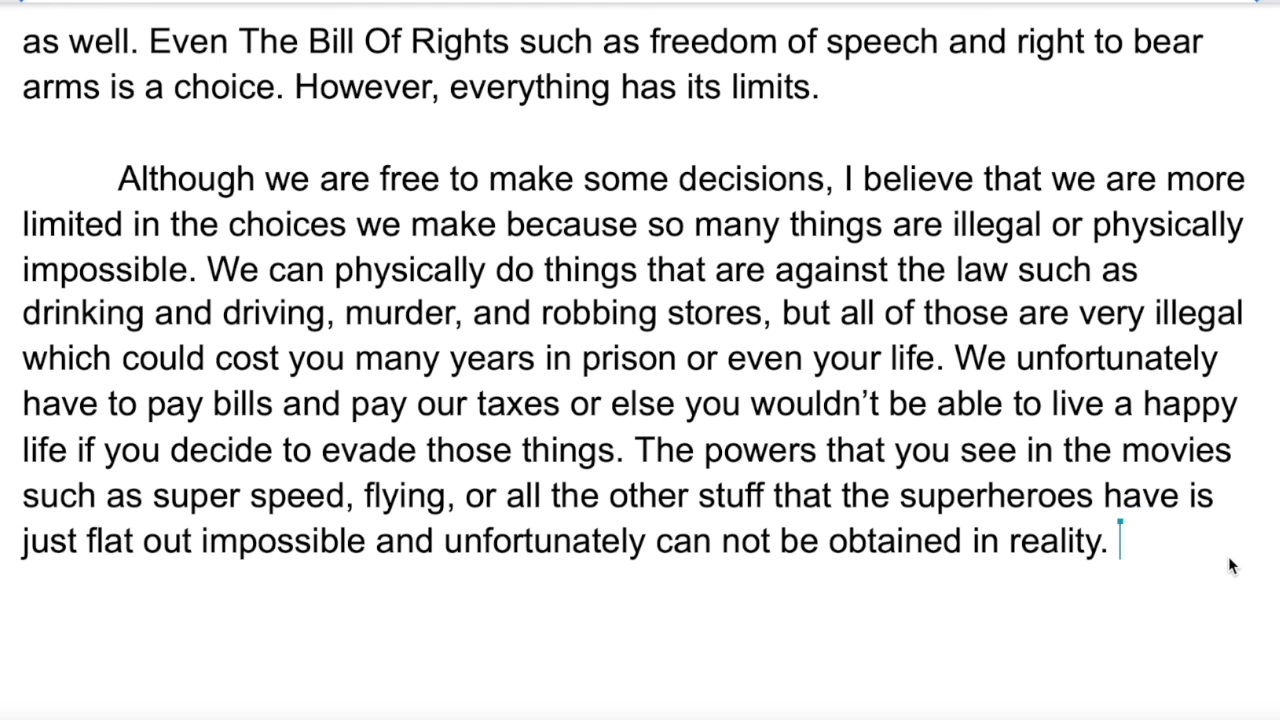 as well. Even The Bill Of Rights such as freedom of speech and right to bear
arms is a choice. However, everything has its limits.
Although we are free to make some decisions, I believe that we are more
limited in the choices we make because so many things are illegal or physically
impossible. We can physically do things that are against the law such as
drinking and driving, murder, and robbing stores, but all of those are very illegal
which could cost you many years in prison or even your life. We unfortunately
have to pay bills and pay our taxes or else you wouldn’t be able to live a happy
life if you decide to evade those things. The powers that you see in the movies
such as super speed, flying, or all the other stuff that the superheroes have is
just flat out impossible and unfortunately can not be obtained in reality.